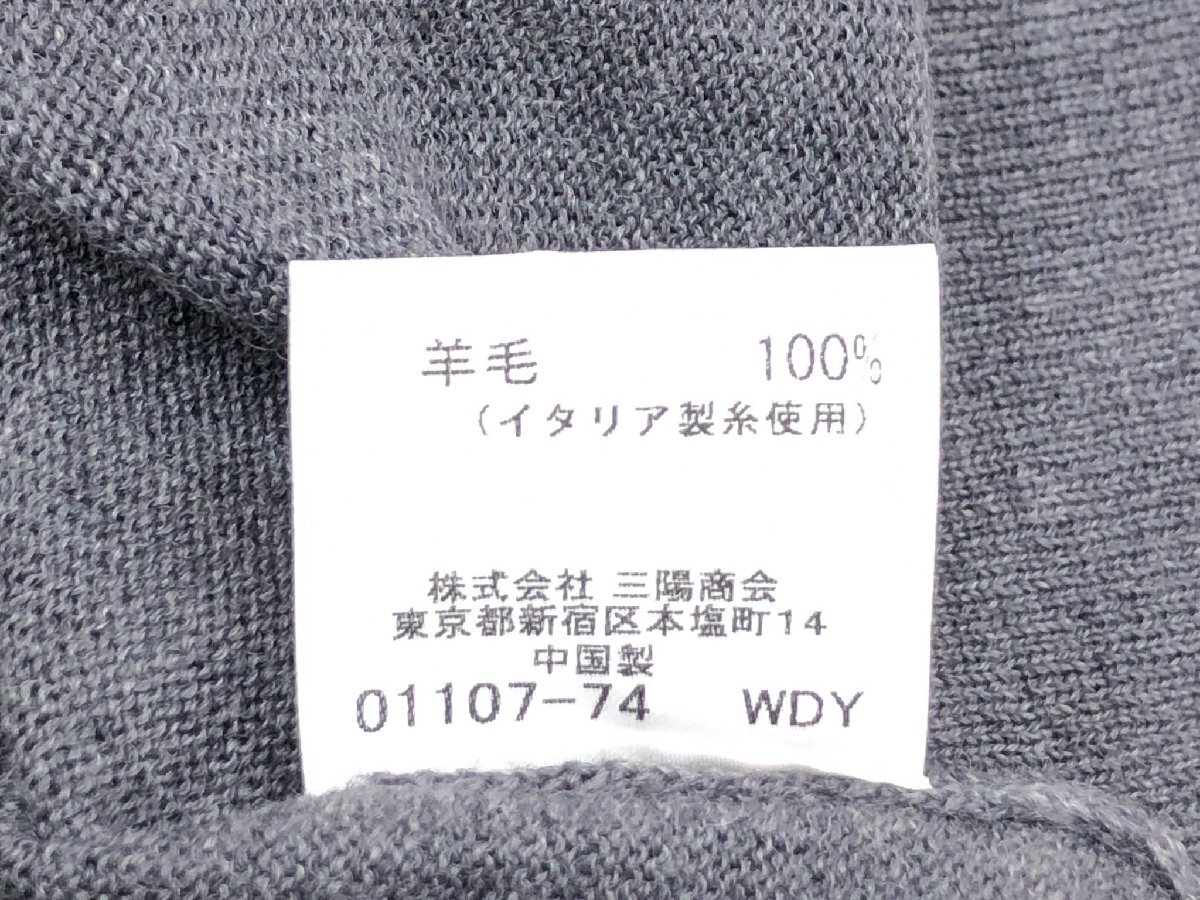 羊毛 100%
(イタリア製糸使用)
株式会社 三陽商会
東京都新宿区本塩町14
中国製
01107-74 WDY